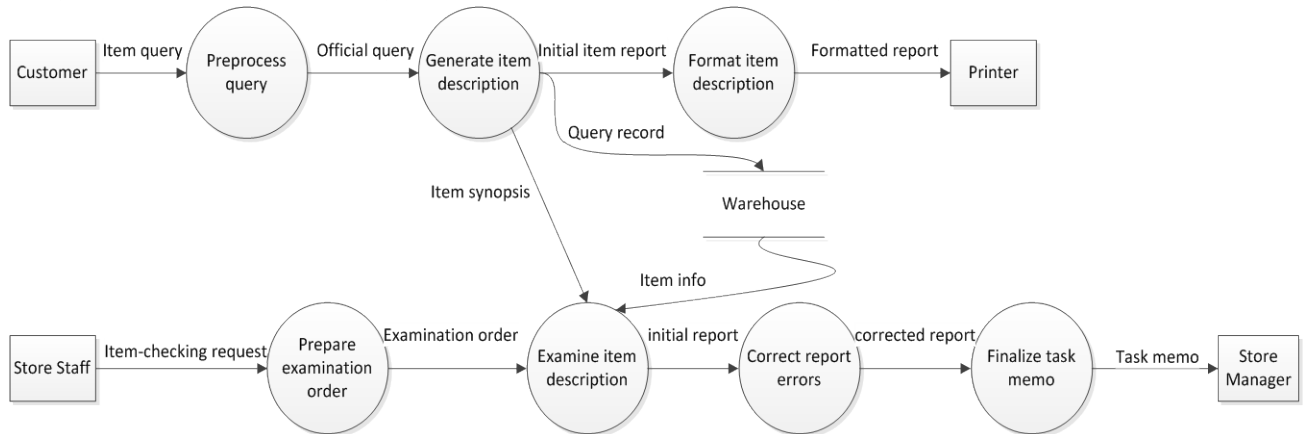 Item query
Official query
Initial item report
Formatted report
Customer
Preprocess
query
Generate item
description
Format item
description
Printer
Query record
Item synopsis
Warehouse
Item info
Item-checking request
Examination order
initial report
corrected report
Task memo
Store Staff
Prepare
examination
order
Examine item
description
Correct report
errors
Finalize task
memo
Store
Manager